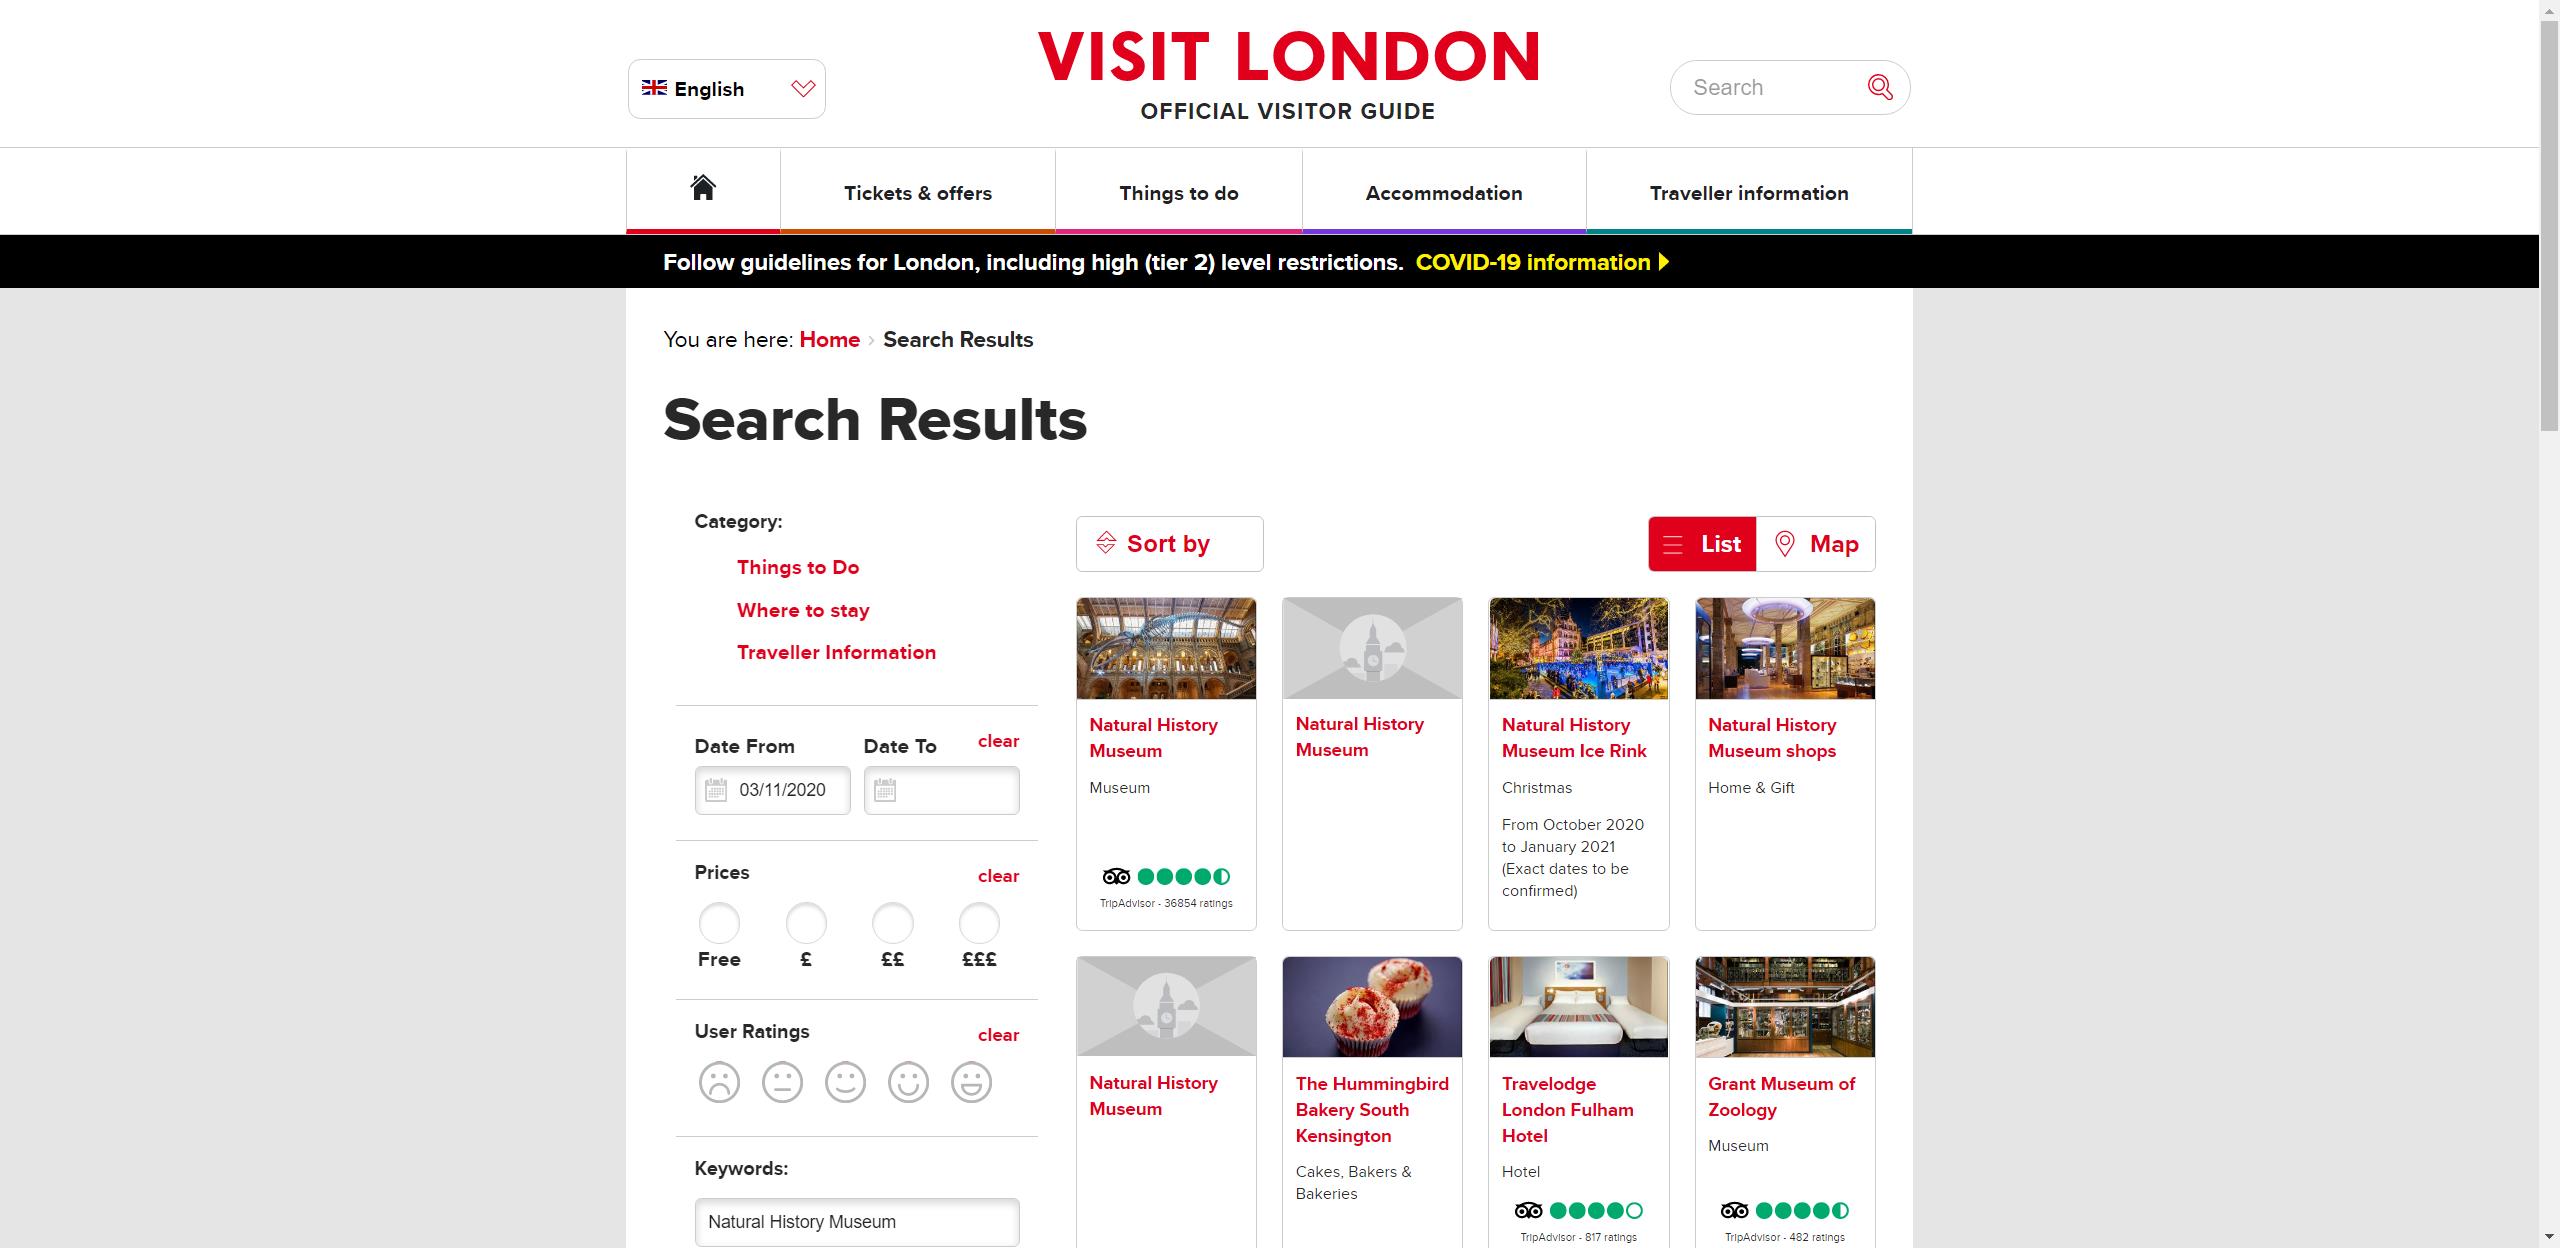 English
VISIT LONDON
OFFICIAL VISITOR GUIDE
Search
Tickets & offers
Things to do
Accommodation
Traveller information
Follow guidelines for London, including high (tier 2) level restrictions. COVID-19 information
You are here: Home › Search Results
Search Results
Category:
Things to Do
Where to stay
Traveller Information
Date From
Date To
clear
03/11/2020
Prices
clear
Free
£
££
£££
User Ratings
clear
Keywords:
Natural History Museum
Sort by
List
Map
Natural History
Museum
Museum
TripAdvisor - 36854 ratings
Natural History
Museum
Natural History
Museum Ice Rink
Christmas
From October 2020
to January 2021
(Exact dates to be
confirmed)
Natural History
Museum shops
Home & Gift
Natural History
Museum
The Hummingbird
Bakery South
Kensington
Cakes, Bakers &
Bakeries
Travelodge
London Fulham
Hotel
Hotel
TripAdvisor - 817 ratings
Grant Museum of
Zoology
Museum
TripAdvisor - 482 ratings